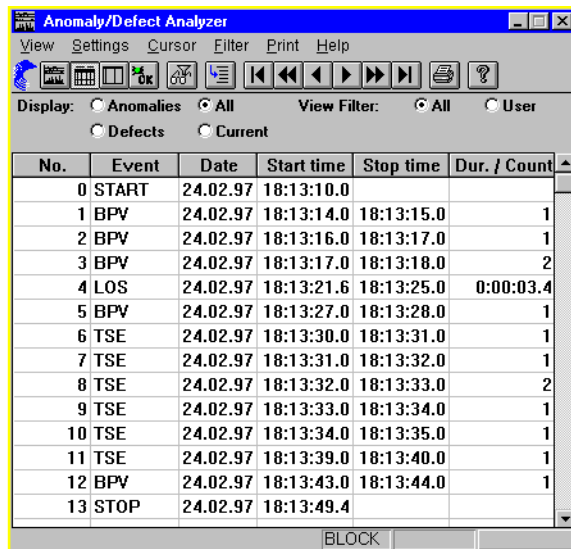 Anomaly/Defect Analyzer
View Settings Cursor Filter Print Help
OK ?
Display: Anomalies All View Filter: All User
Defects Current
No. Event Date Start time Stop time Dur. / Count
0 START 24.02.97 18:13:10.0
1 BPV 24.02.97 18:13:14.0 18:13:15.0 1
2 BPV 24.02.97 18:13:16.0 18:13:17.0 1
3 BPV 24.02.97 18:13:17.0 18:13:18.0 2
4 LOS 24.02.97 18:13:21.6 18:13:25.0 0:00:03.4
5 BPV 24.02.97 18:13:27.0 18:13:28.0 1
6 TSE 24.02.97 18:13:30.0 18:13:31.0 1
7 TSE 24.02.97 18:13:31.0 18:13:32.0 1
8 TSE 24.02.97 18:13:32.0 18:13:33.0 2
9 TSE 24.02.97 18:13:33.0 18:13:34.0 1
10 TSE 24.02.97 18:13:34.0 18:13:35.0 1
11 TSE 24.02.97 18:13:39.0 18:13:40.0 1
12 BPV 24.02.97 18:13:43.0 18:13:44.0 1
13 STOP 24.02.97 18:13:49.4
BLOCK